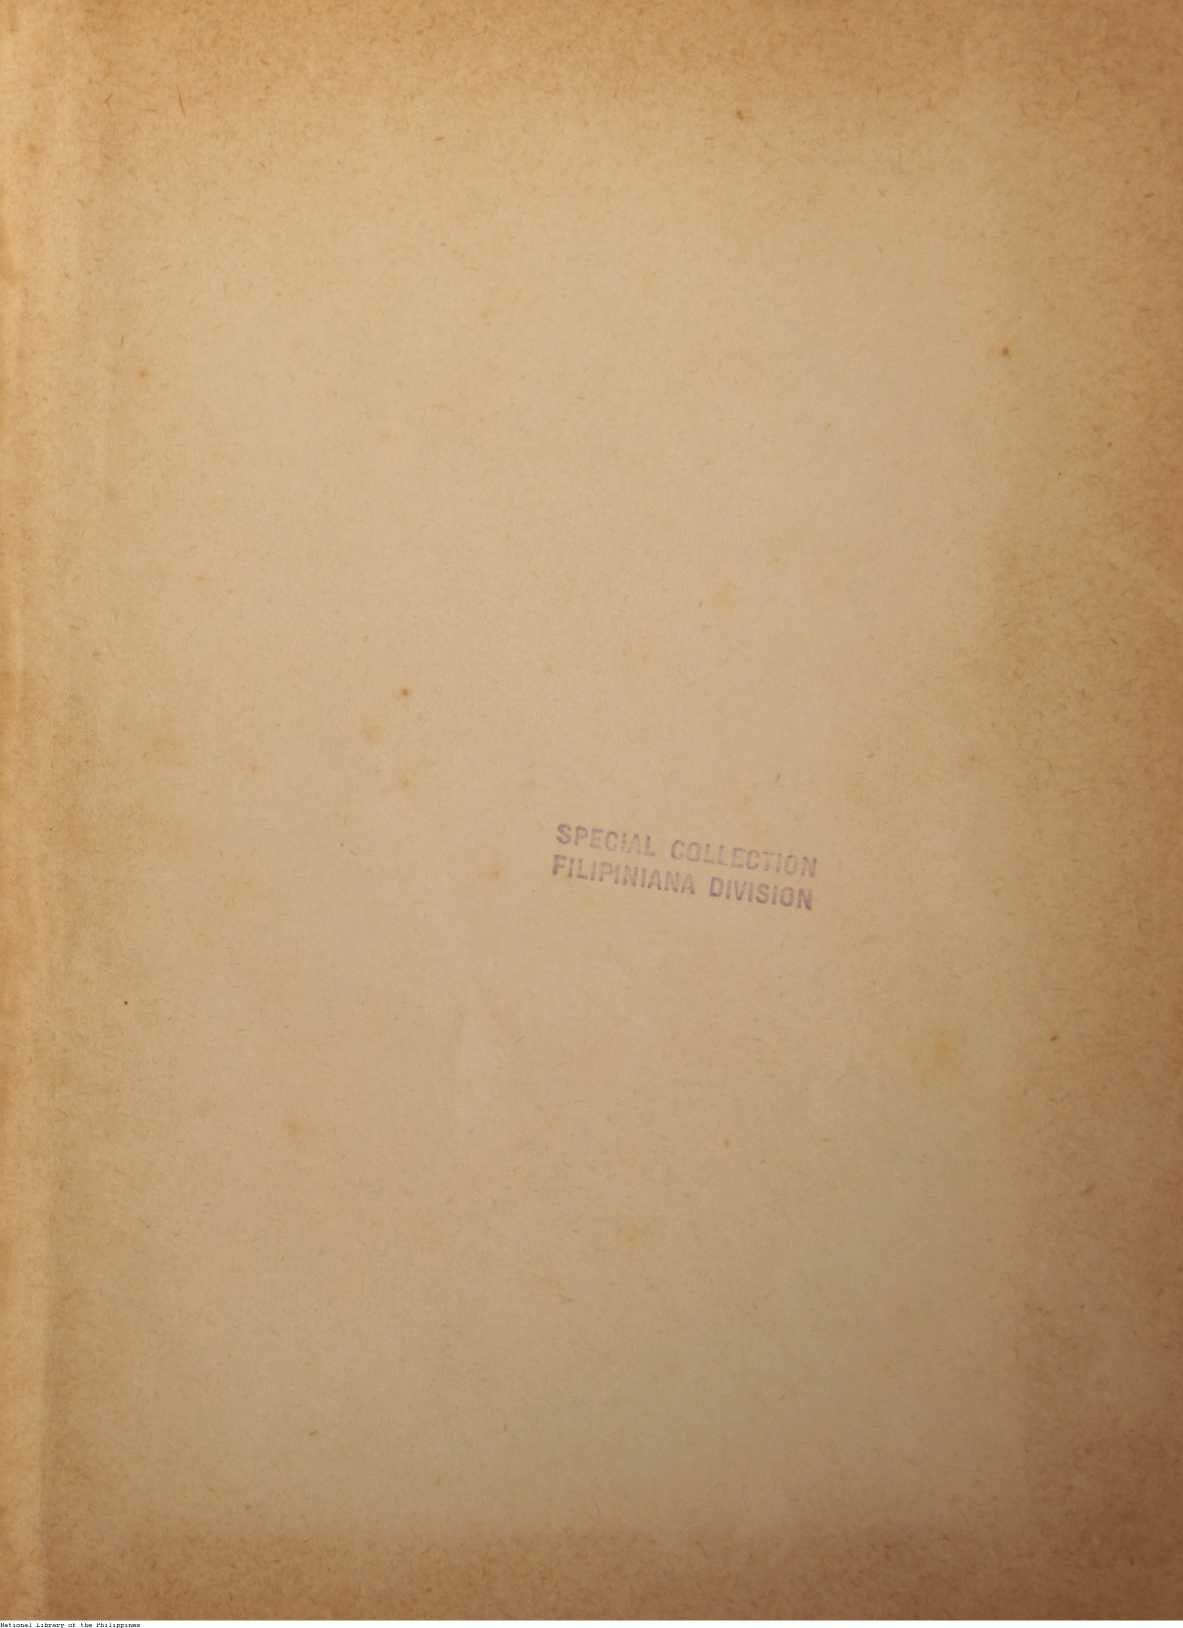 SPECIAL COLLECTION
FILIPINIANA DIVISION
National Library of the Philippines